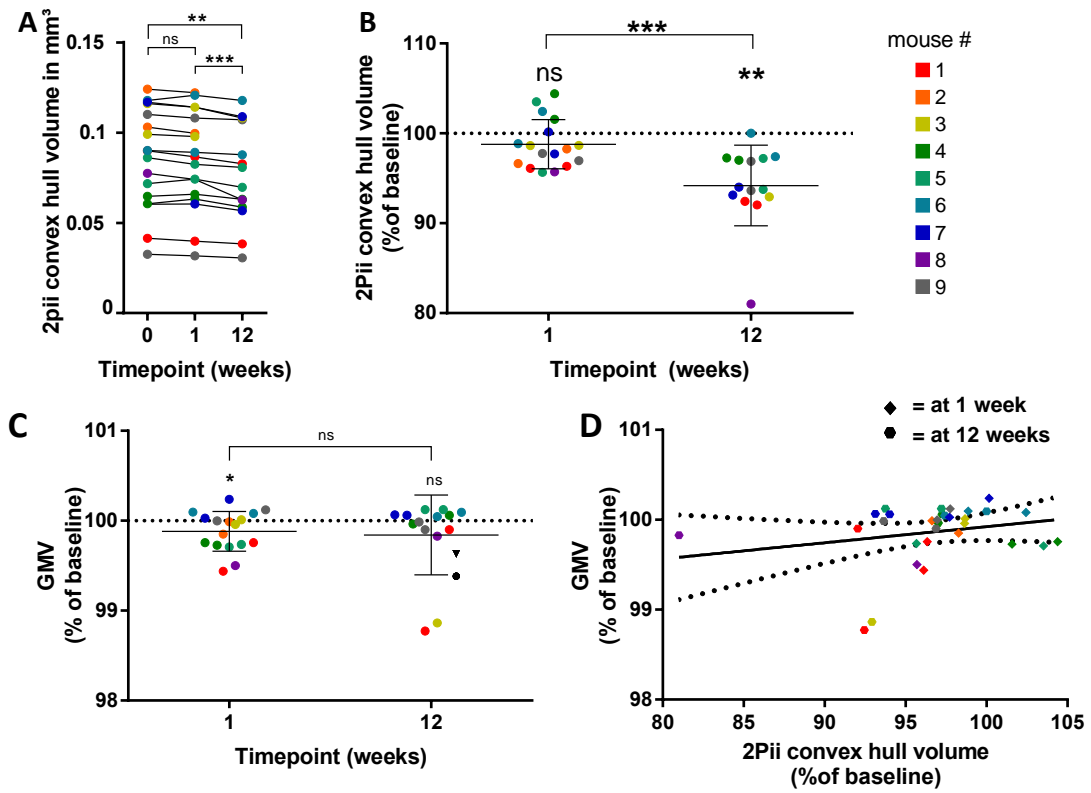 A
**
ns
***
2pii convex hull volume in mm³
0.15
0.1
0.05
0
0
1
12
Timepoint (weeks)
B
***
ns
**
2Pii convex hull volume
(%of baseline)
110
100
90
80
1
12
Timepoint (weeks)
mouse #
1
2
3
4
5
6
7
8
9
C
ns
*
ns
GMV
(% of baseline)
101
100
99
98
1
12
Timepoint (weeks)
D
= at 1 week
= at 12 weeks
GMV
(% of baseline)
101
100
99
98
80
85
90
95
100
105
2Pii convex hull volume
(%of baseline)